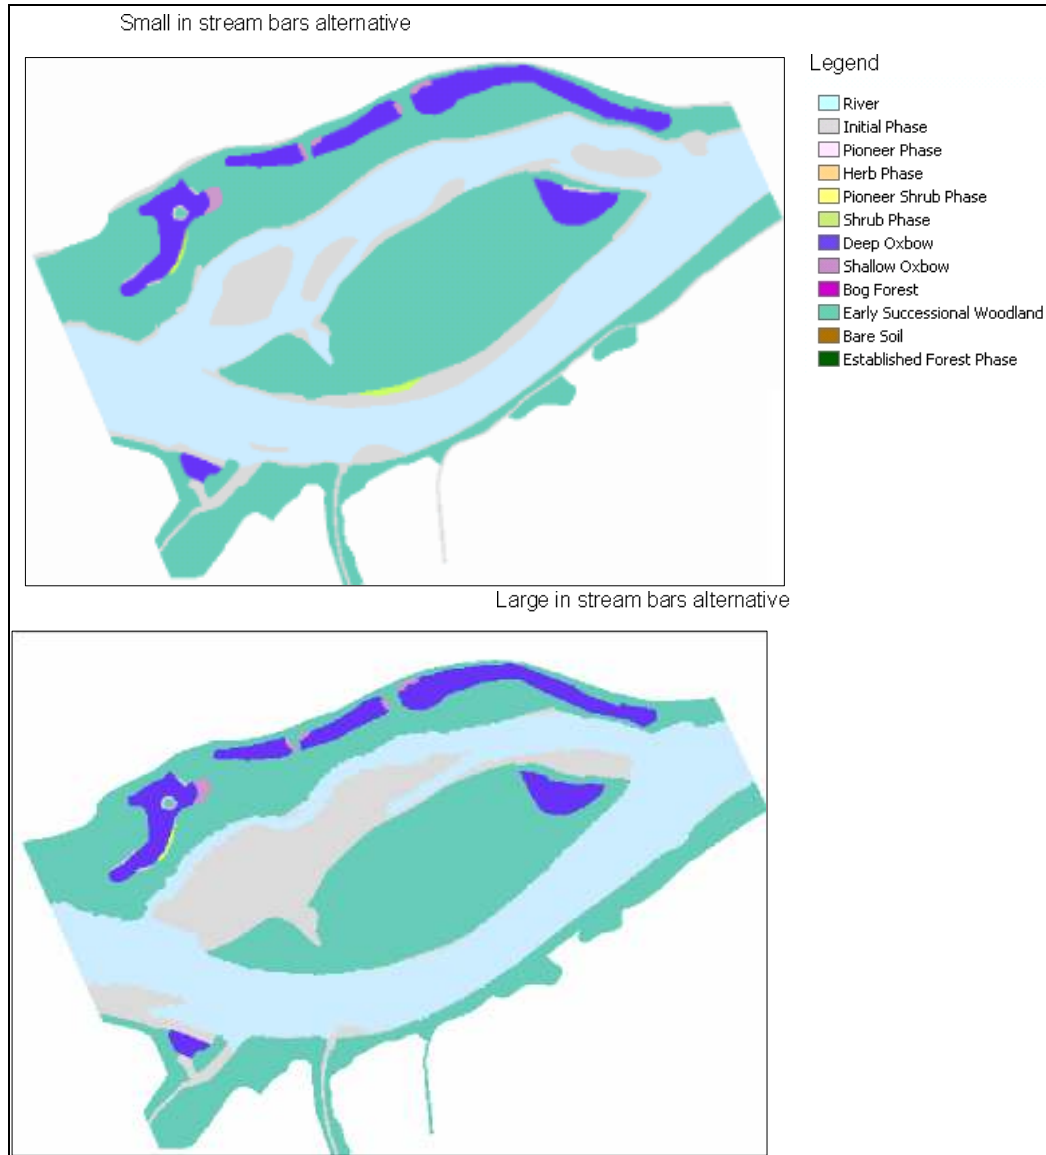 Small in stream bars alternative
Legend
River
Initial Phase
Pioneer Phase
Herb Phase
Pioneer Shrub Phase
Shrub Phase
Deep Oxbow
Shallow Oxbow
Bog Forest
Early Successional Woodland
Bare Soil
Established Forest Phase
Large in stream bars alternative